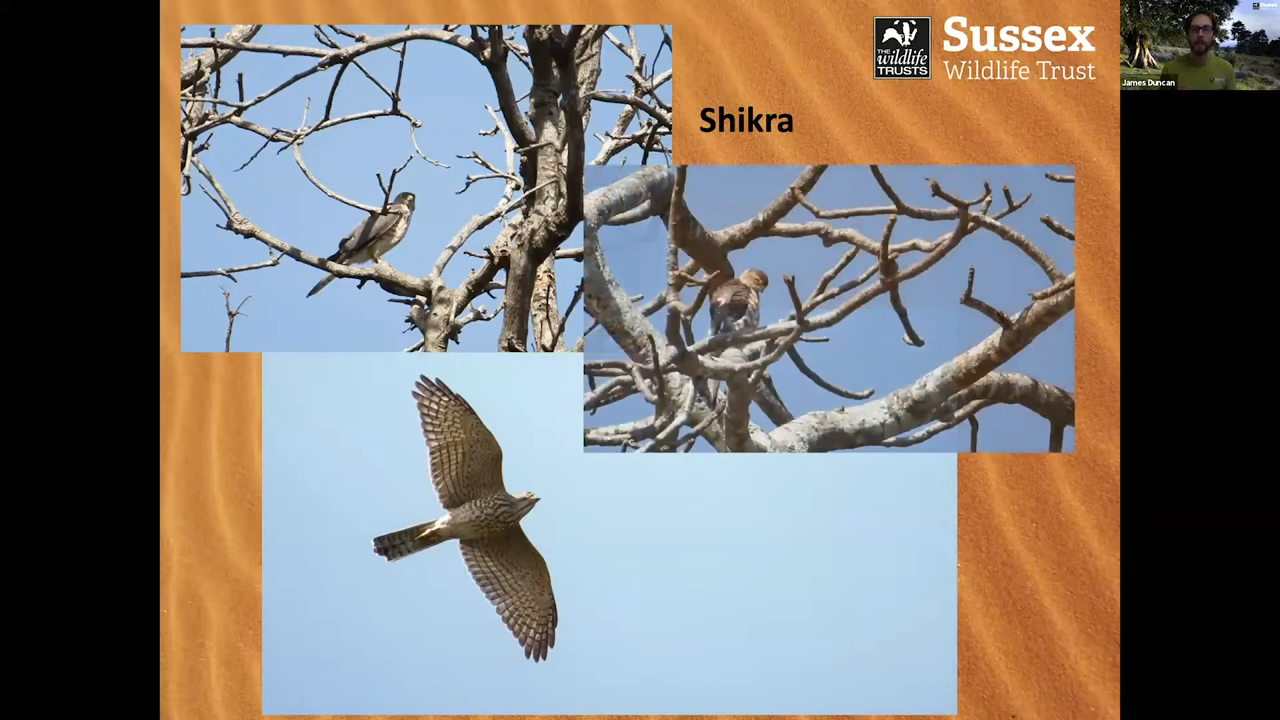 THE
wildlife
TRUSTS
Sussex
Wildlife Trust
Shikra
James Duncan